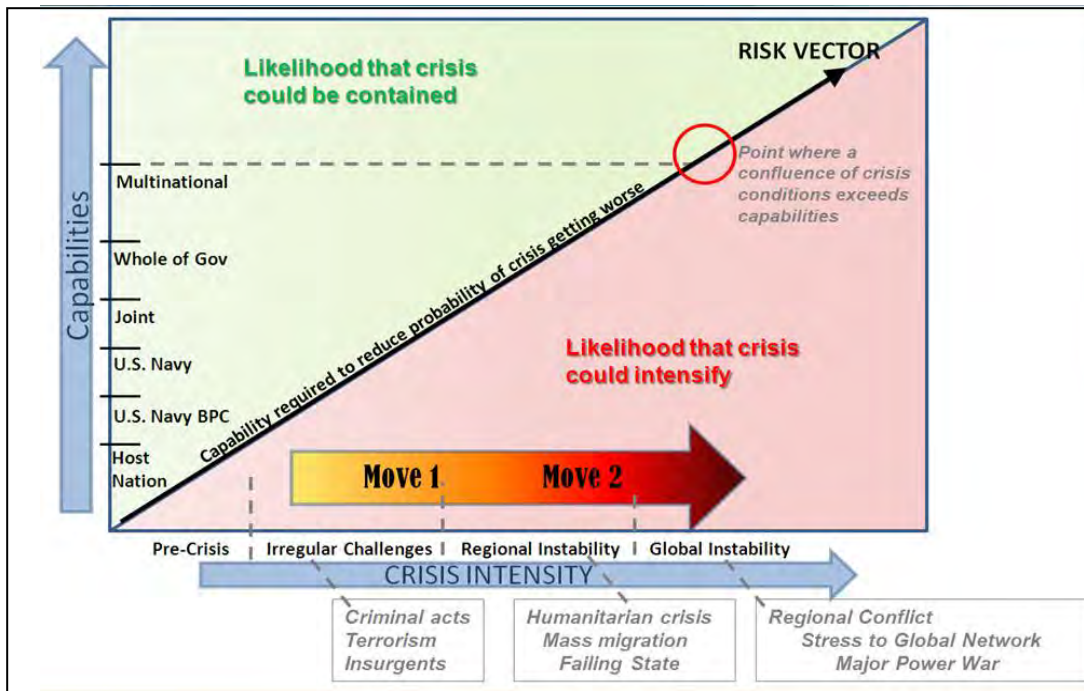 RISK VECTOR
Likelihood that crisis
could be contained
Point where a
confluence of crisis
conditions exceeds
capabilities
Capabilities
Multinational
Whole of Gov
Joint
U.S. Navy
U.S. Navy BPC
Host
Nation
Capability required to reduce probability of crisis getting worse
Likelihood that crisis
could intensify
Move 1
Move 2
Pre-Crisis
Irregular Challenges
Regional Instability
Global Instability
CRISIS INTENSITY
Criminal acts
Terrorism
Insurgents
Humanitarian crisis
Mass migration
Failing State
Regional Conflict
Stress to Global Network
Major Power War